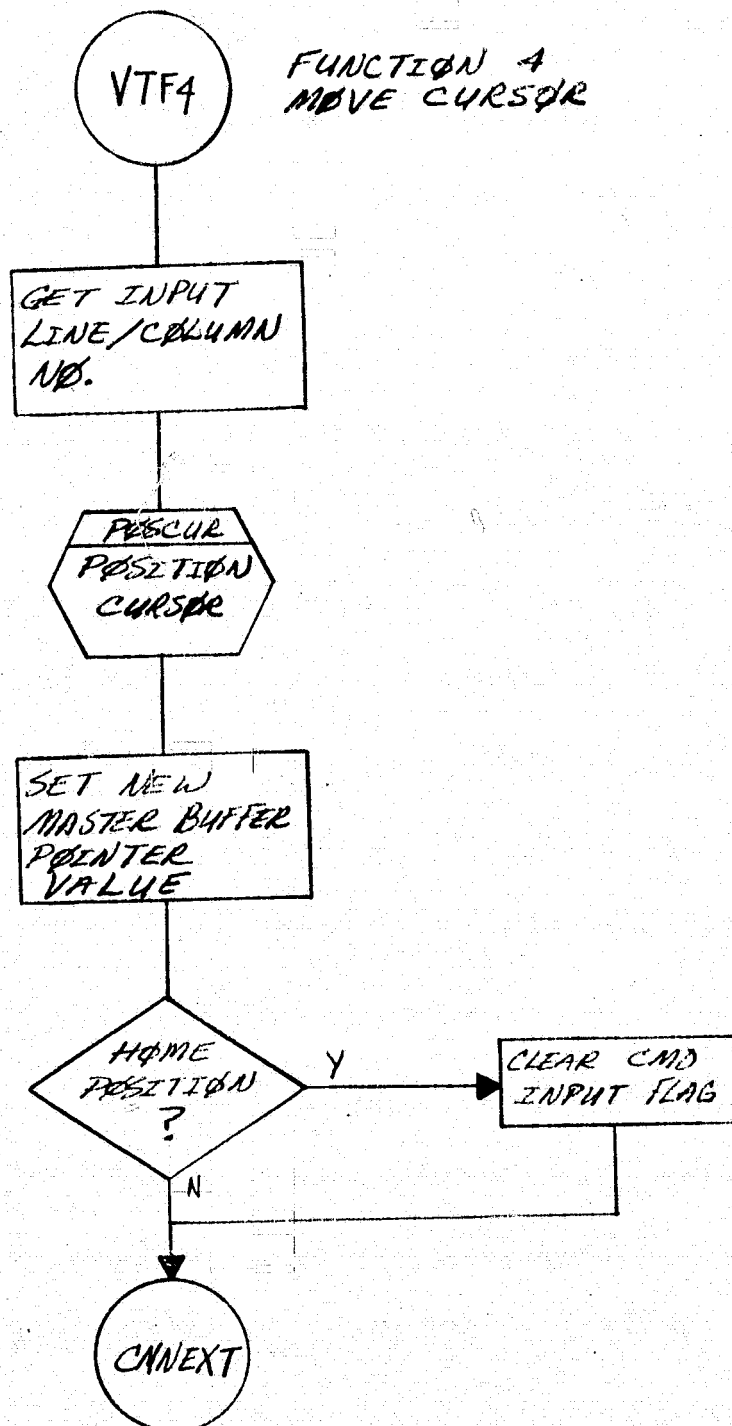 VTF4
FUNCTIØN 4
MØVE CURSØR
GET INPUT
LINE/CØLUMN
NØ.
PØSCUR
PØSITIØN
CURSØR
SET NEW
MASTER BUFFER
PØINTER
VALUE
HØME
PØSITIØN
?
Y
CLEAR CMD
INPUT FLAG
N
CNNEXT